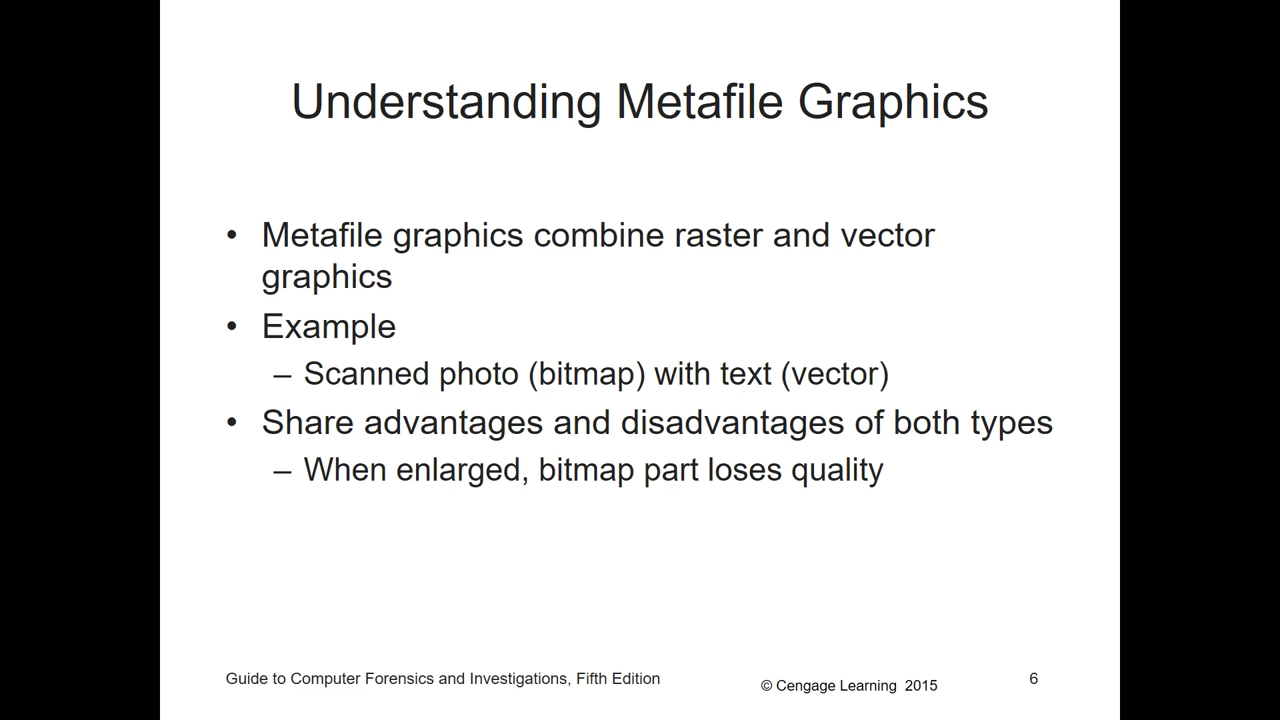 Understanding Metafile Graphics
• Metafile graphics combine raster and vector
graphics
• Example
– Scanned photo (bitmap) with text (vector)
• Share advantages and disadvantages of both types
– When enlarged, bitmap part loses quality
Guide to Computer Forensics and Investigations, Fifth Edition
© Cengage Learning 2015
6